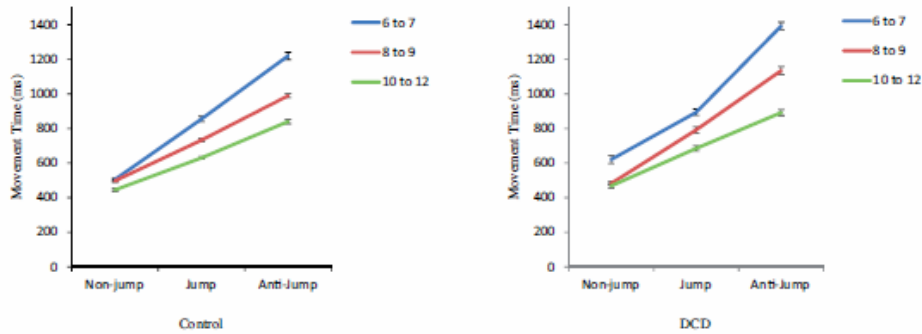 1400
1200
1000
800
600
400
200
0
Movement Time (ms)
Non-jump Jump Anti-Jump
Control
6 to 7
8 to 9
10 to 12
1400
1200
1000
800
600
400
200
0
Movement Time (ms)
Non-jump Jump Anti-Jump
DCD
6 to 7
8 to 9
10 to 12